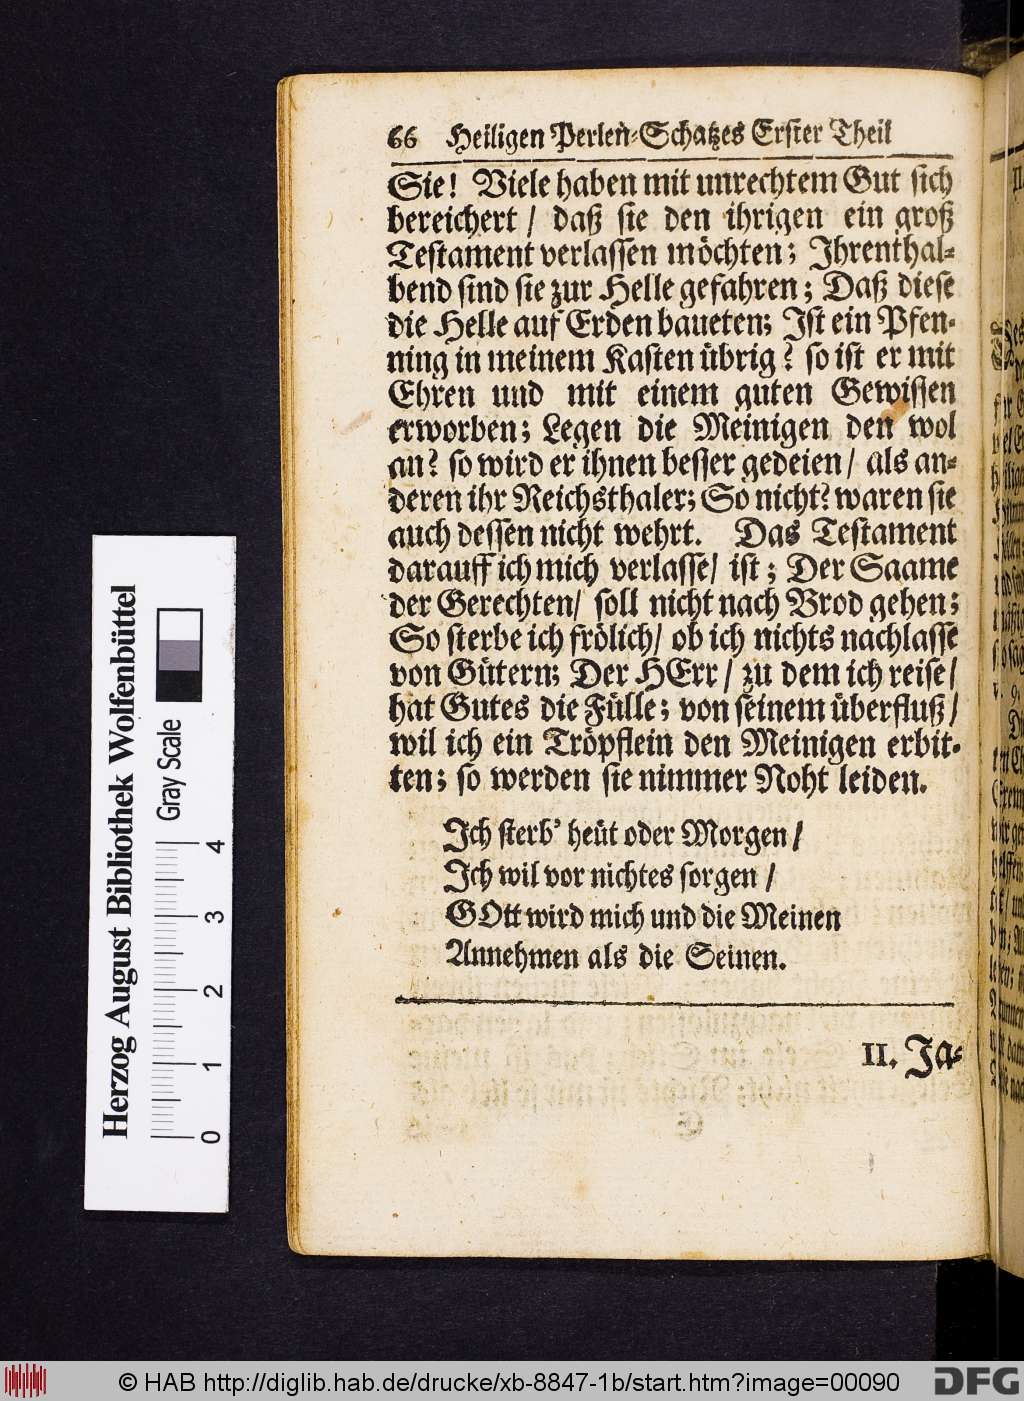 66 Heiligen Perlen-Schatzes Erster Theil
Sie! Viele haben mit unrechtem Gut sich
bereichert / daß sie den ihrigen ein groß
Testament verlassen möchten; Ihrenthal-
bend sind sie zur Helle gefahren; Daß diese
die Helle auf Erden baueten; Ist ein Pfen-
ning in meinem Kasten übrig? so ist er mit
Ehren und mit einem guten Gewissen
erworben; Legen die Meinigen den wol
an? so wird er ihnen besser gedeien / als an-
deren ihr Reichsthaler; So nicht? waren sie
auch dessen nicht wehrt. Das Testament
darauff ich mich verlasse / ist; Der Saame
der Gerechten / soll nicht nach Brod gehen;
So sterbe ich frölich / ob ich nichts nachlasse
von Gütern; Der HErr / zu dem ich reise /
hat Gutes die Fülle; von seinem überfluß /
wil ich ein Tröpflein den Meinigen erbit-
ten; so werden sie nimmer Noht leiden.
Ich sterb' heüt oder Morgen /
Ich wil vor nichtes sorgen /
GOtt wird mich und die Meinen
Annehmen als die Seinen.
II. Ja-
Herzog August Bibliothek Wolfenbüttel
Gray Scale
0 1 2 3 4
© HAB http://diglib.hab.de/drucke/xb-8847-1b/start.htm?image=00090
DFG